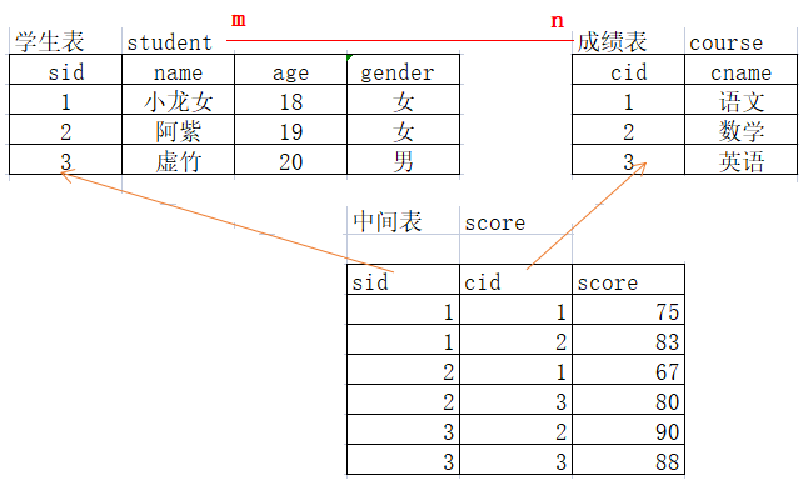 m n
学生表 student 成绩表 course
sid name age gender cid cname
1 小龙女 18 女 1 语文
2 阿紫 19 女 2 数学
3 虚竹 20 男 3 英语
中间表 score
sid cid score
1 1 75
1 2 83
2 1 67
2 3 80
3 2 90
3 3 88